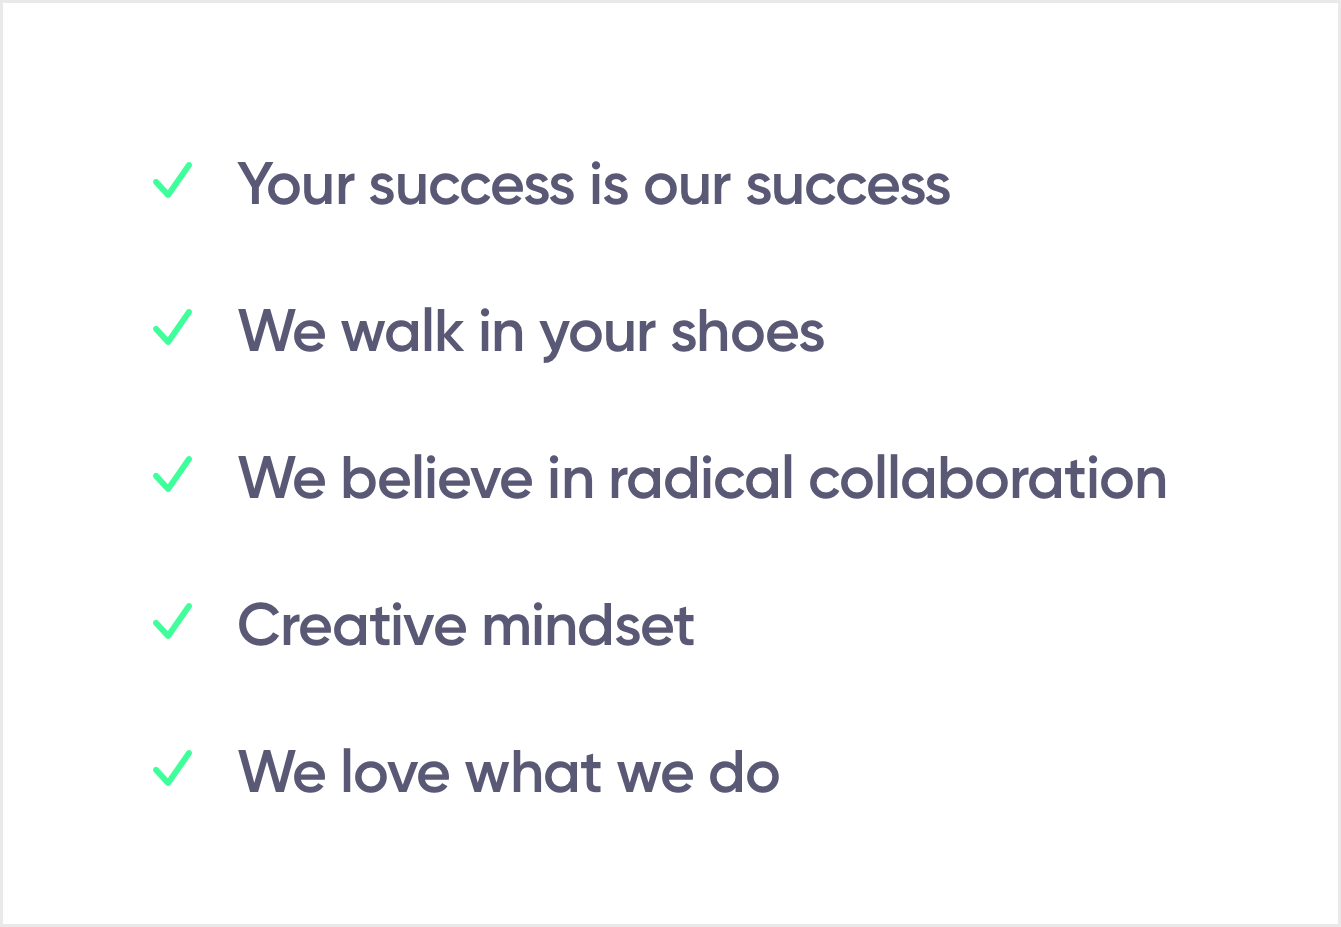 Your success is our success
We walk in your shoes
We believe in radical collaboration
Creative mindset
We love what we do